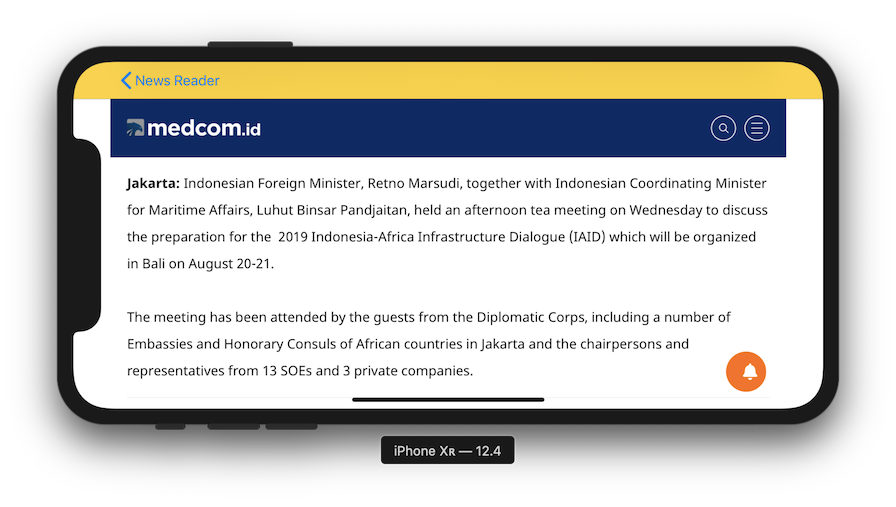 News Reader
medcom.id
Jakarta: Indonesian Foreign Minister, Retno Marsudi, together with Indonesian Coordinating Minister
for Maritime Affairs, Luhut Binsar Pandjaitan, held an afternoon tea meeting on Wednesday to discuss
the preparation for the  2019 Indonesia-Africa Infrastructure Dialogue (IAID) which will be organized
in Bali on August 20-21.
The meeting has been attended by the guests from the Diplomatic Corps, including a number of
Embassies and Honorary Consuls of African countries in Jakarta and the chairpersons and
representatives from 13 SOEs and 3 private companies.
iPhone Xʀ — 12.4